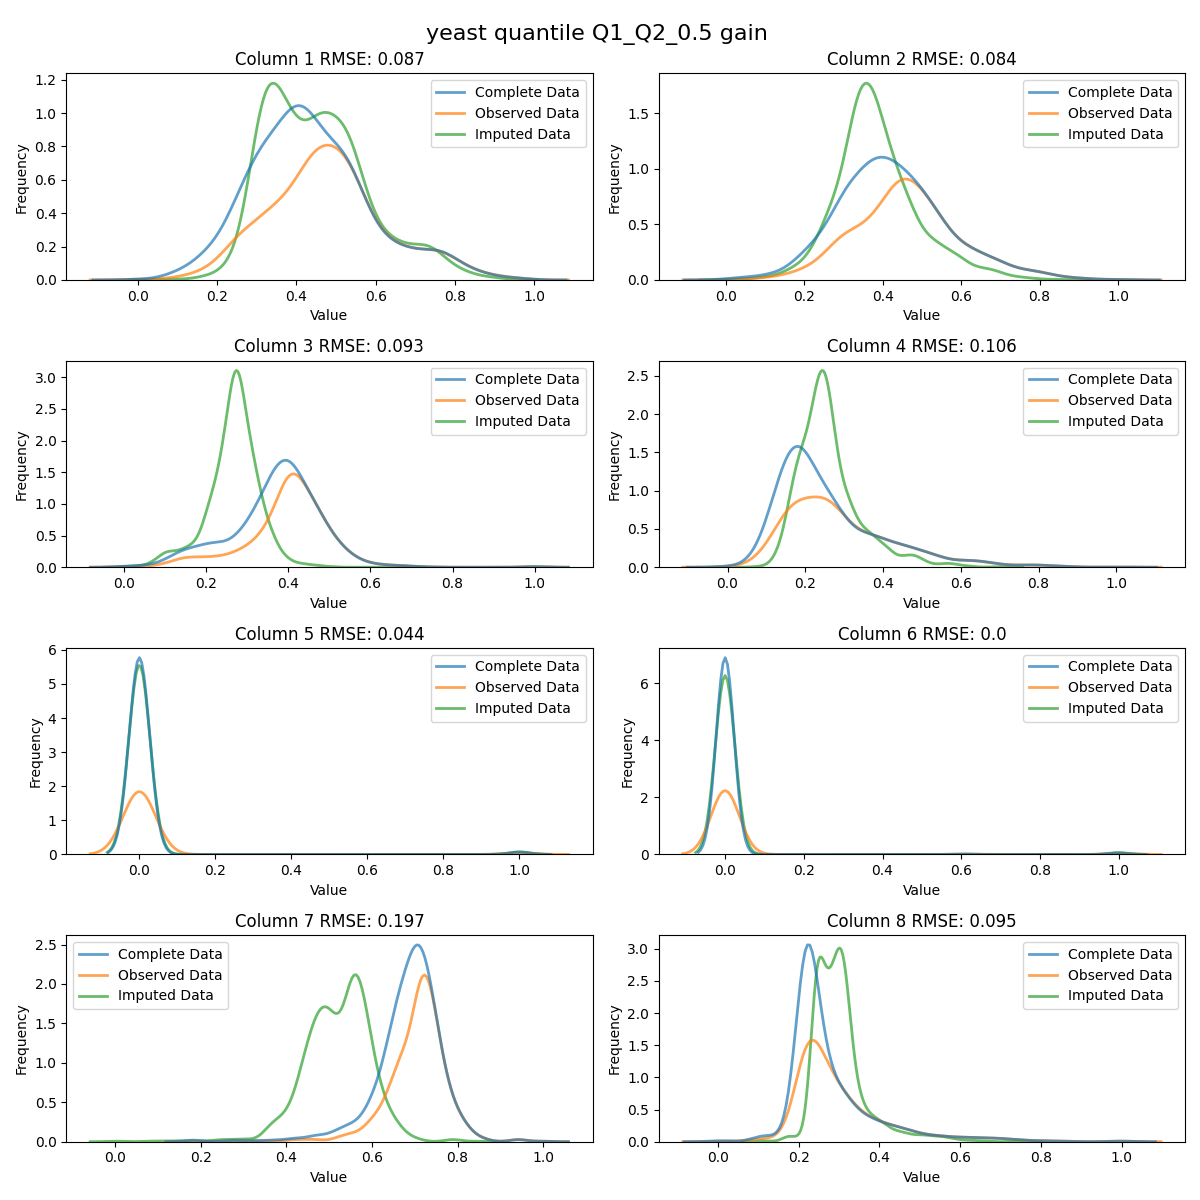 yeast quantile Q1_Q2_0.5 gain
Column 1 RMSE: 0.087
1.2
1.0
0.8
0.6
0.4
0.2
0.0
Frequency
Complete Data
Observed Data
Imputed Data
0.0 0.2 0.4 0.6 0.8 1.0
Value
Column 2 RMSE: 0.084
1.5
1.0
0.5
0.0
Frequency
Complete Data
Observed Data
Imputed Data
0.0 0.2 0.4 0.6 0.8 1.0
Value
Column 3 RMSE: 0.093
3.0
2.5
2.0
1.5
1.0
0.5
0.0
Frequency
Complete Data
Observed Data
Imputed Data
0.0 0.2 0.4 0.6 0.8 1.0
Value
Column 4 RMSE: 0.106
2.5
2.0
1.5
1.0
0.5
0.0
Frequency
Complete Data
Observed Data
Imputed Data
0.0 0.2 0.4 0.6 0.8 1.0
Value
Column 5 RMSE: 0.044
6
5
4
3
2
1
0
Frequency
Complete Data
Observed Data
Imputed Data
0.0 0.2 0.4 0.6 0.8 1.0
Value
Column 6 RMSE: 0.0
6
4
2
0
Frequency
Complete Data
Observed Data
Imputed Data
0.0 0.2 0.4 0.6 0.8 1.0
Value
Column 7 RMSE: 0.197
2.5
2.0
1.5
1.0
0.5
0.0
Frequency
Complete Data
Observed Data
Imputed Data
0.0 0.2 0.4 0.6 0.8 1.0
Value
Column 8 RMSE: 0.095
3.0
2.5
2.0
1.5
1.0
0.5
0.0
Frequency
Complete Data
Observed Data
Imputed Data
0.0 0.2 0.4 0.6 0.8 1.0
Value